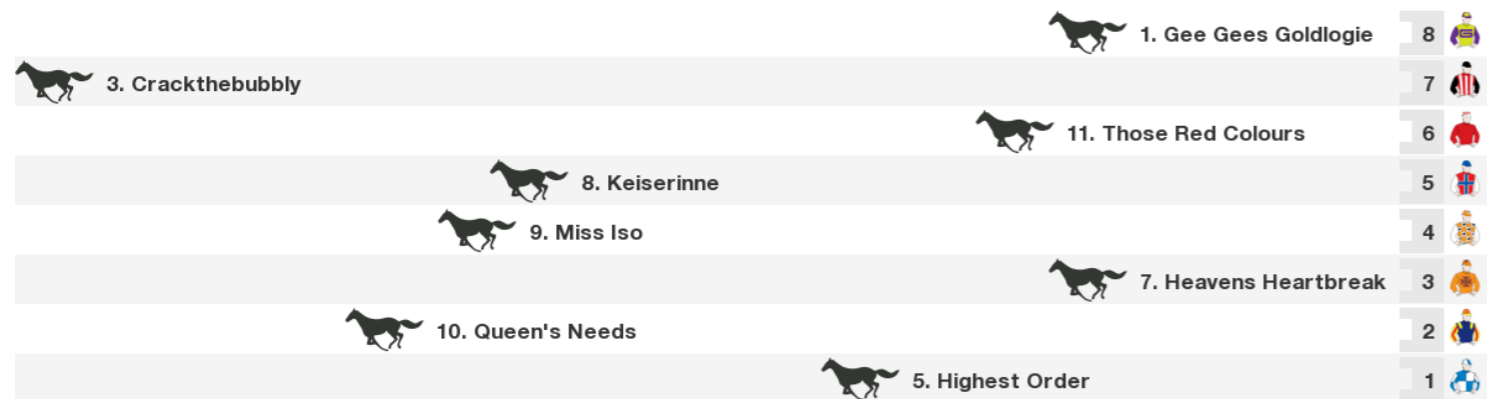 1. Gee Gees Goldlogie 8
3. Crackthebubbly 7
11. Those Red Colours 6
8. Keiserinne 5
9. Miss Iso 4
7. Heavens Heartbreak 3
10. Queen's Needs 2
5. Highest Order 1